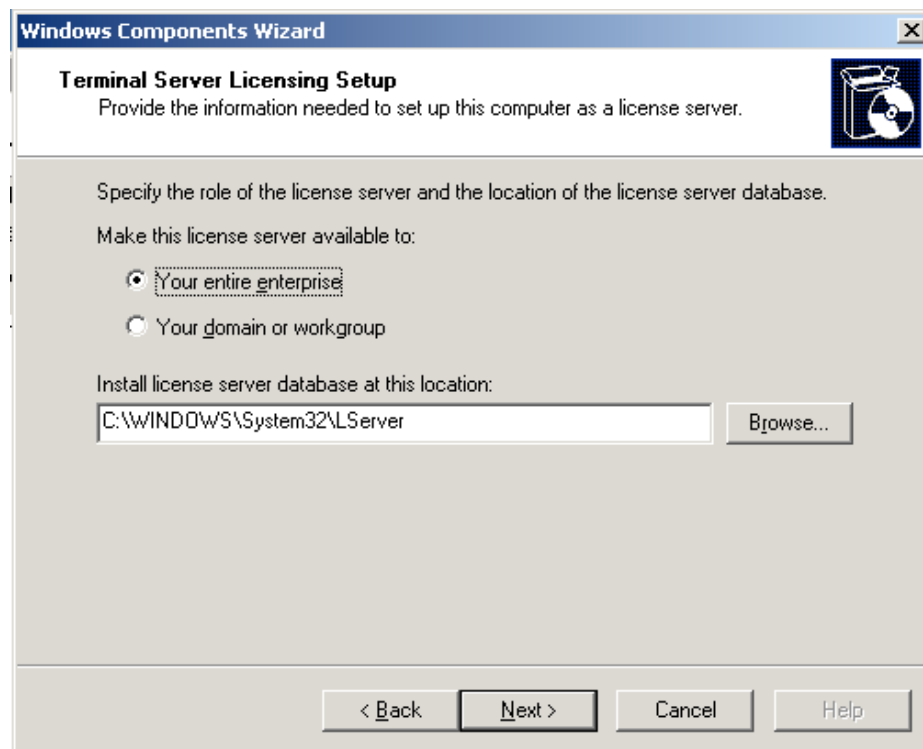 Windows Components Wizard
Terminal Server Licensing Setup
Provide the information needed to set up this computer as a license server.
Specify the role of the license server and the location of the license server database.
Make this license server available to:
Your entire enterprise
Your domain or workgroup
Install license server database at this location:
C:\WINDOWS\System32\LServer
Browse...
< Back
Next >
Cancel
Help